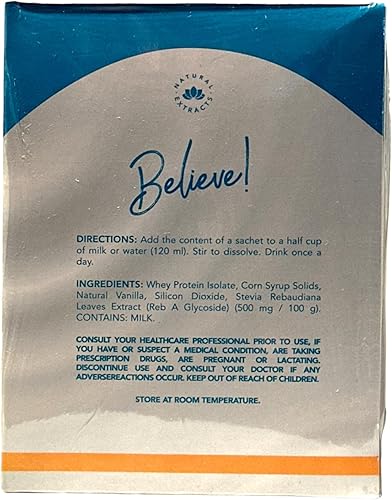 NATURAL
EXTRACTS
Believe!
DIRECTIONS: Add the content of a sachet to a half cup
of milk or water (120 ml). Stir to dissolve. Drink once a
day.
INGREDIENTS: Whey Protein Isolate, Corn Syrup Solids,
Natural Vanilla, Silicon Dioxide, Stevia Rebaudiana
Leaves Extract (Reb A Glycoside) (500 mg / 100 g).
CONTAINS: MILK.
CONSULT YOUR HEALTHCARE PROFESSIONAL PRIOR TO USE, IF
YOU HAVE OR SUSPECT A MEDICAL CONDITION, ARE TAKING
PRESCRIPTION DRUGS, ARE PREGNANT OR LACTATING.
DISCONTINUE USE AND CONSULT YOUR DOCTOR IF ANY
ADVERSEREACTIONS OCCUR. KEEP OUT OF REACH OF CHILDREN.
STORE AT ROOM TEMPERATURE.